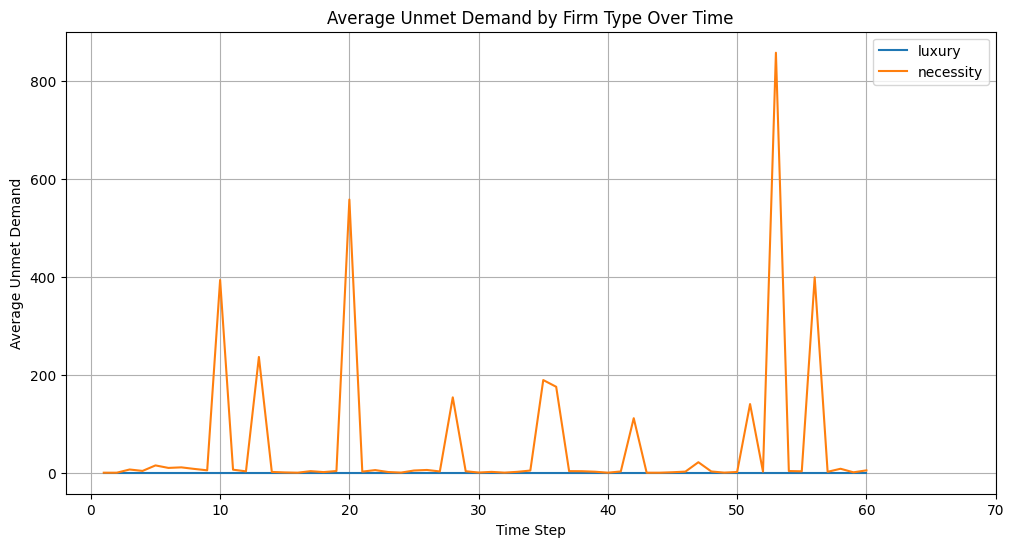 Average Unmet Demand by Firm Type Over Time
luxury
necessity
Average Unmet Demand
800
600
400
200
0
0 10 20 30 40 50 60 70
Time Step